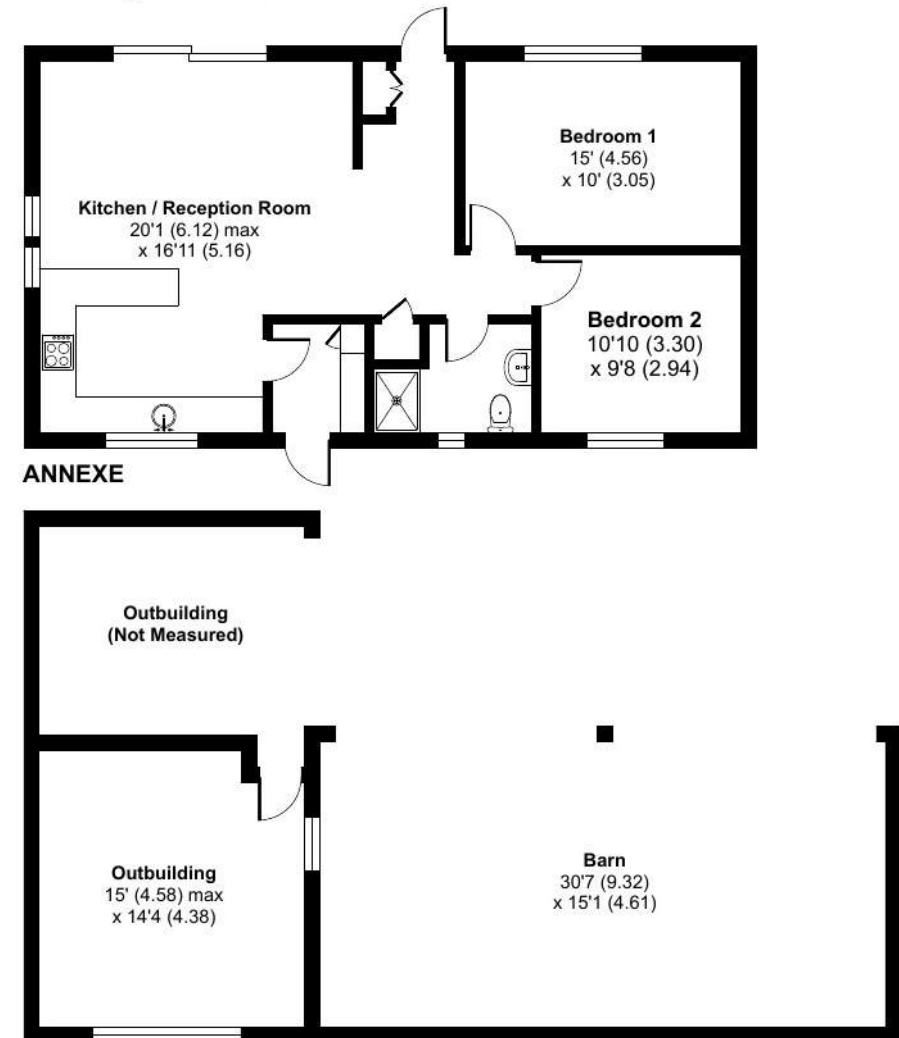 Bedroom 1
15' (4.56)
x 10' (3.05)
Kitchen / Reception Room
20'1 (6.12) max
x 16'11 (5.16)
Bedroom 2
10'10 (3.30)
x 9'8 (2.94)
ANNEXE
Outbuilding
(Not Measured)
Outbuilding
15' (4.58) max
x 14'4 (4.38)
Barn
30'7 (9.32)
x 15'1 (4.61)